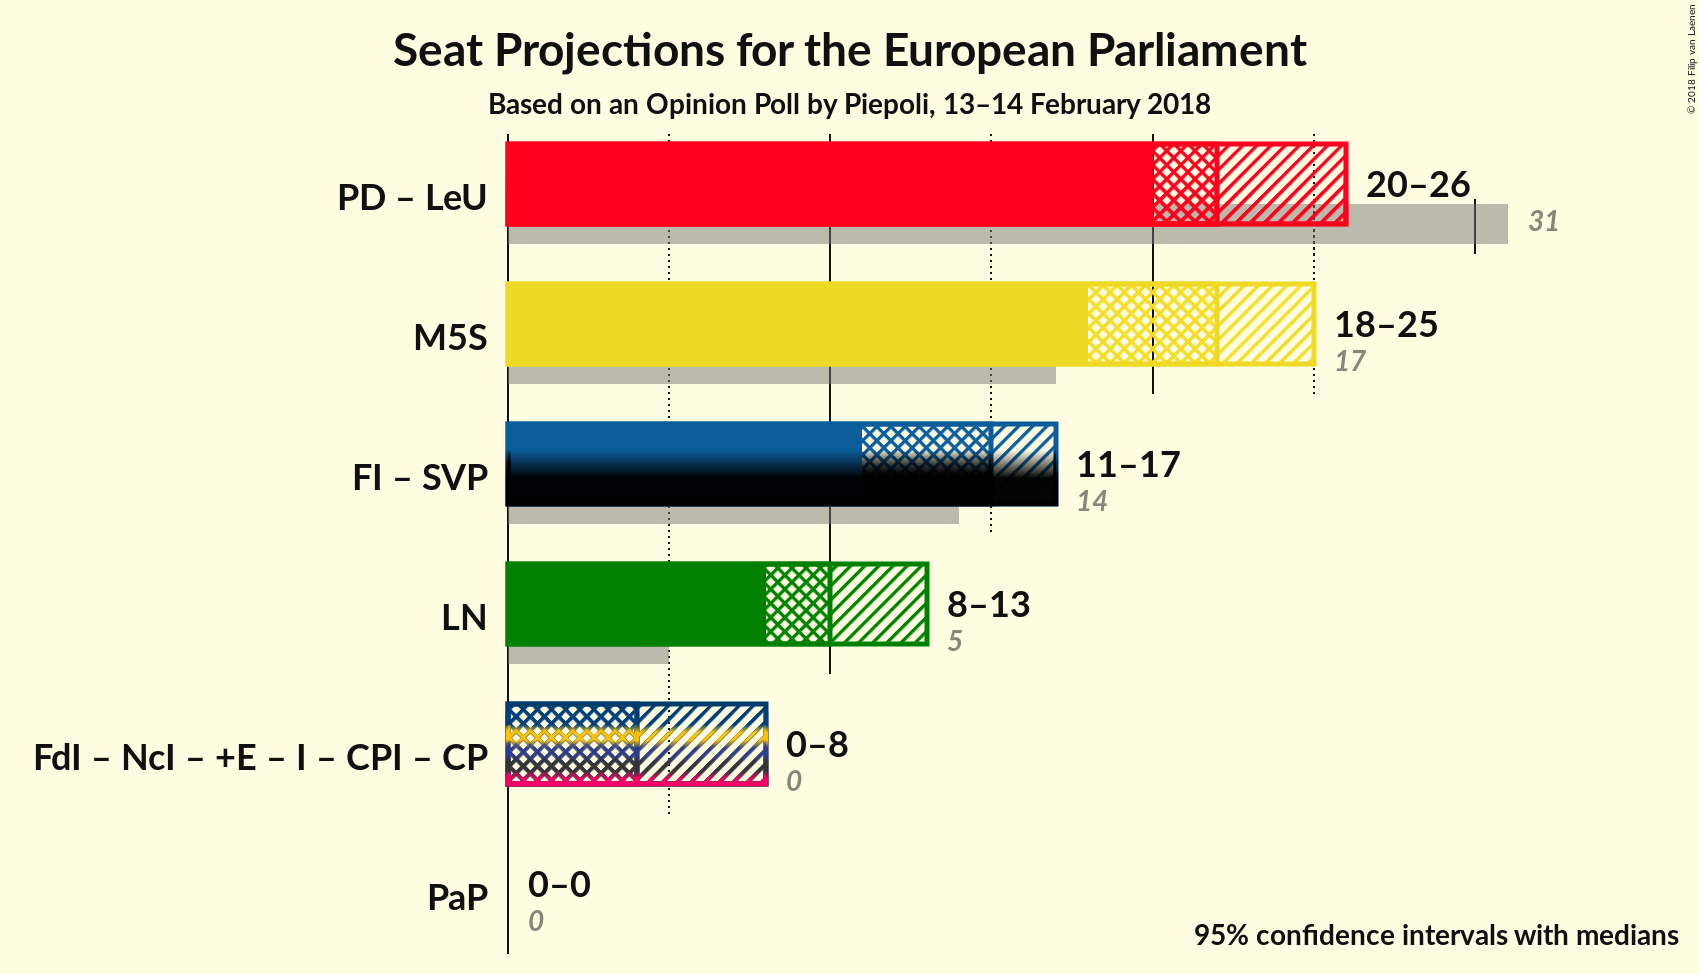 Seat Projections for the European Parliament
Based on an Opinion Poll by Piepoli, 13–14 February 2018
© 2018 Filip van Laenen
PD – LeU
20–26
31
M5S
18–25
17
FI – SVP
11–17
14
LN
8–13
5
FdI – NcI – +E – I – CPI – CP
0–8
0
PaP
0–0
0
95% confidence intervals with medians